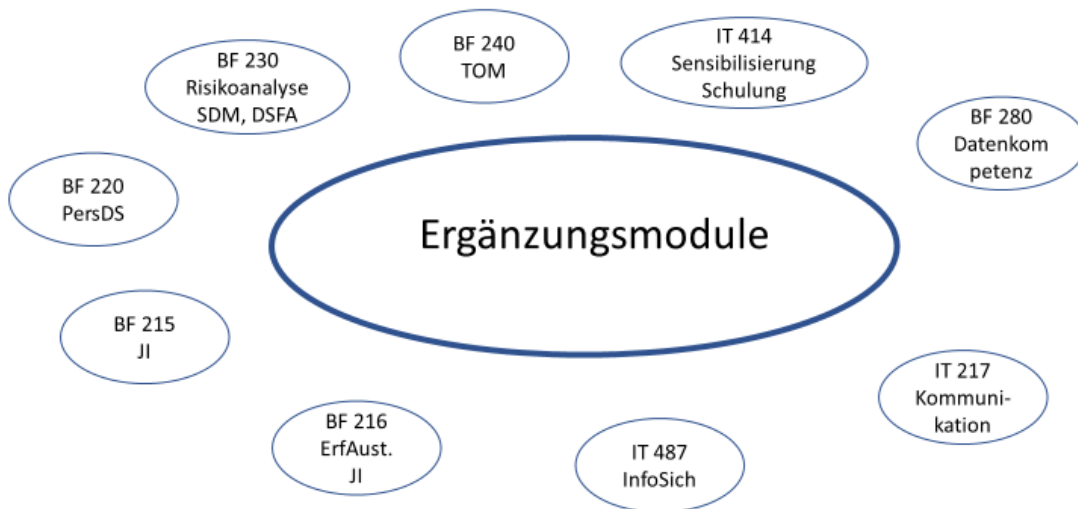 BF 240
TOM
IT 414
Sensibilisierung
Schulung
BF 230
Risikoanalyse
SDM, DSFA
BF 280
Datenkom
petenz
BF 220
PersDS
Ergänzungsmodule
BF 215
JI
IT 217
Kommuni-
kation
BF 216
ErfAust.
JI
IT 487
InfoSich